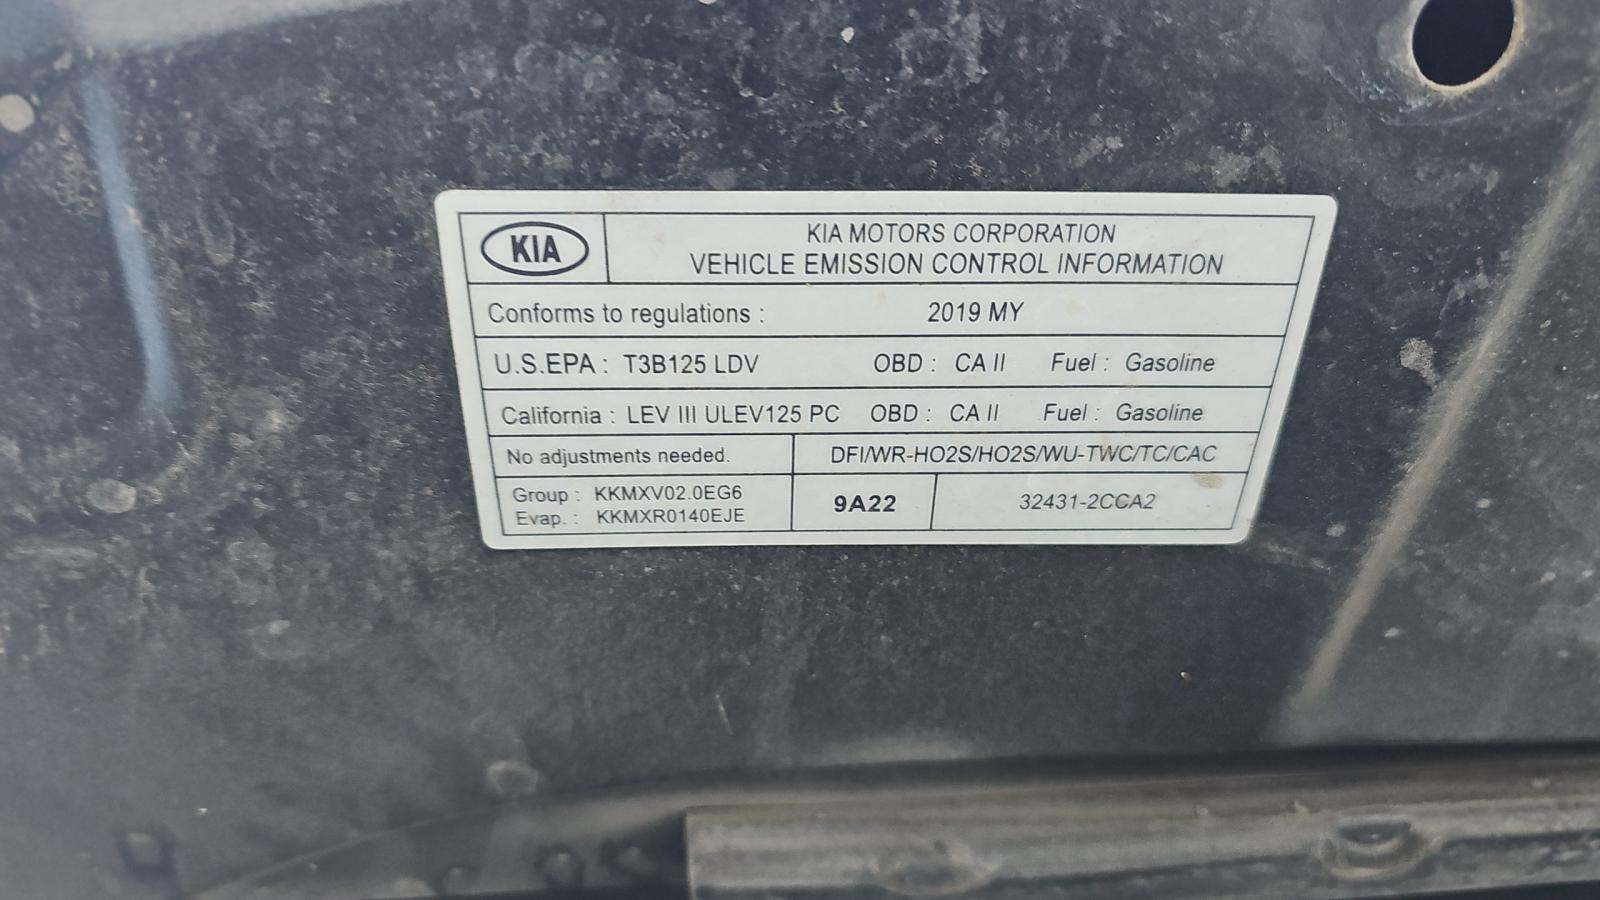 KIA
KIA MOTORS CORPORATION
VEHICLE EMISSION CONTROL INFORMATION
Conforms to regulations : 2019 MY
U.S.EPA : T3B125 LDV OBD : CA II Fuel : Gasoline
California : LEV III ULEV125 PC OBD : CA II Fuel : Gasoline
No adjustments needed. DFI/WR-HO2S/HO2S/WU-TWC/TC/CAC
Group : KKMXV02.0EG6
Evap. : KKMXR0140EJE
9A22
32431-2CCA2